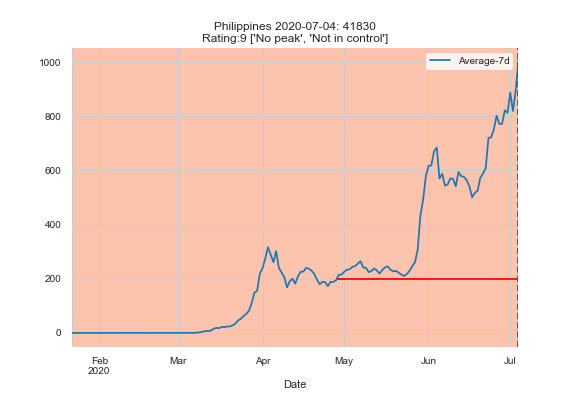 Philippines 2020-07-04: 41830
Rating:9 ['No peak', 'Not in control']
Average-7d
1000
800
600
400
200
0
Feb
2020
Mar
Apr
May
Jun
Jul
Date